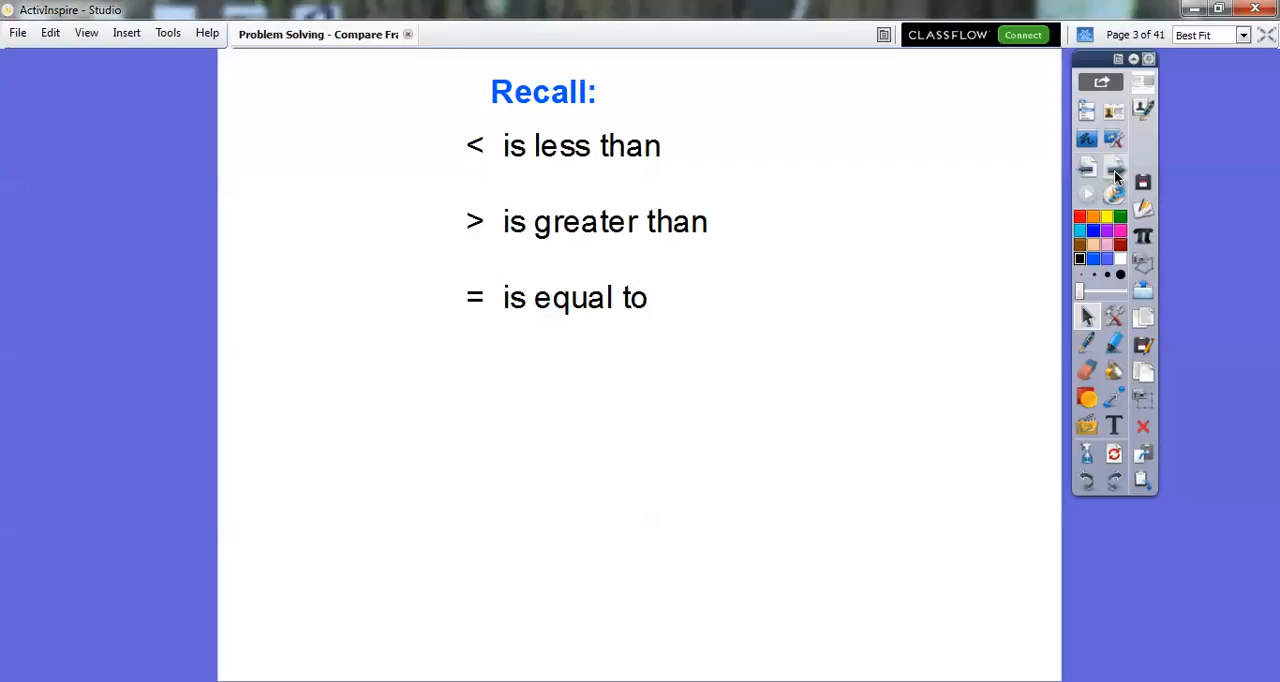 ActivInspire - Studio
File Edit View Insert Tools Help
Problem Solving - Compare Fra
CLASSFLOW Connect
Page 3 of 41
Best Fit
Recall:
< is less than
> is greater than
= is equal to